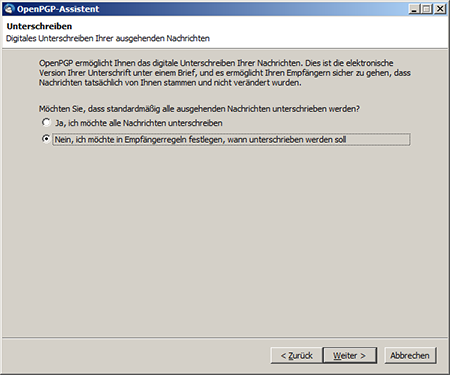 OpenPGP-Assistent
Unterschreiben
Digitales Unterschreiben Ihrer ausgehenden Nachrichten
OpenPGP ermöglicht Ihnen das digitale Unterschreiben Ihrer Nachrichten. Dies ist die elektronische
Version Ihrer Unterschrift unter einem Brief, und es ermöglicht Ihren Empfängern sicher zu gehen, dass
Nachrichten tatsächlich von Ihnen stammen und nicht verändert wurden.
Möchten Sie, dass standardmäßig alle ausgehenden Nachrichten unterschrieben werden?
Ja, ich möchte alle Nachrichten unterschreiben
Nein, ich möchte in Empfängerregeln festlegen, wann unterschrieben werden soll
< Zurück
Weiter >
Abbrechen